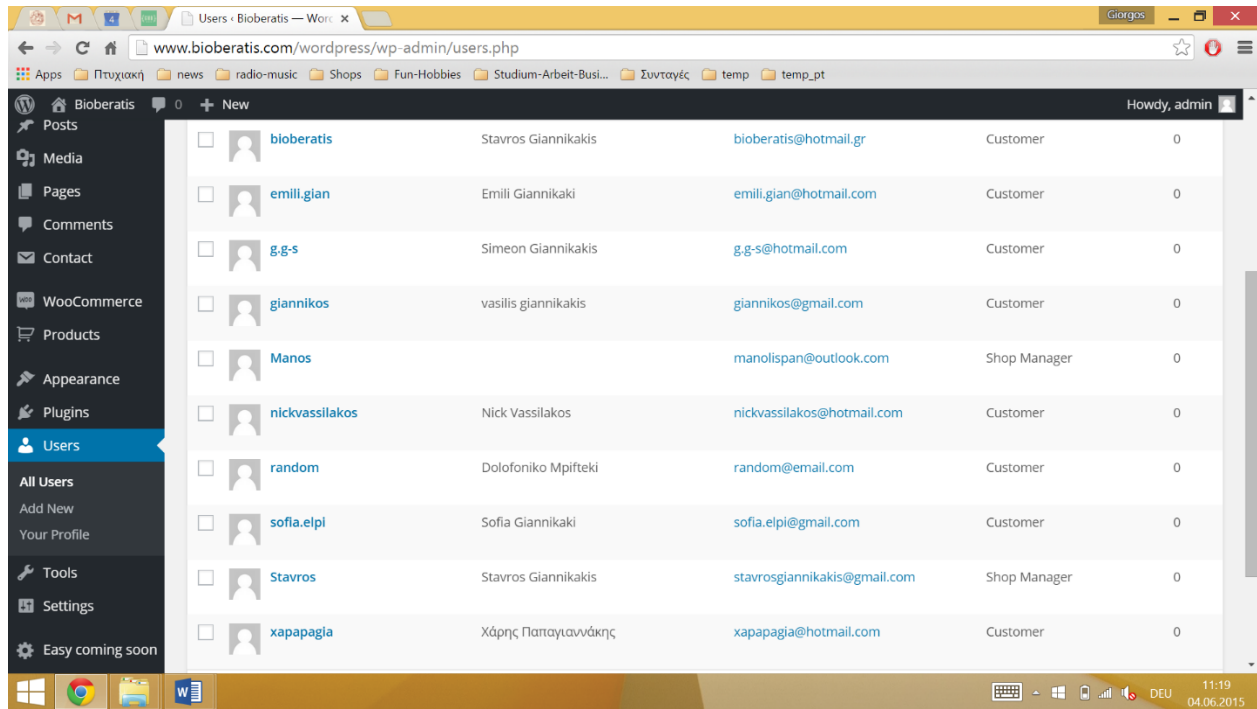 Users ‹ Bioberatis — Worc
Giorgos
www.bioberatis.com/wordpress/wp-admin/users.php
Apps Πτυχιακή news radio-music Shops Fun-Hobbies Studium-Arbeit-Busi... Συνταγές temp temp_pt
Bioberatis 0 New Howdy, admin
Posts
Media
Pages
Comments
Contact
WooCommerce
Products
Appearance
Plugins
Users
All Users
Add New
Your Profile
Tools
Settings
Easy coming soon
bioberatis Stavros Giannikakis bioberatis@hotmail.gr Customer 0
emili.gian Emili Giannikaki emili.gian@hotmail.com Customer 0
g.g-s Simeon Giannikakis g.g-s@hotmail.com Customer 0
giannikos vasilis giannikakis giannikos@gmail.com Customer 0
Manos manolispan@outlook.com Shop Manager 0
nickvassilakos Nick Vassilakos nickvassilakos@hotmail.com Customer 0
random Dolofoniko Mpifteki random@email.com Customer 0
sofia.elpi Sofia Giannikaki sofia.elpi@gmail.com Customer 0
Stavros Stavros Giannikakis stavrosgiannikakis@gmail.com Shop Manager 0
xapapagia Χάρης Παπαγιαννάκης xapapagia@hotmail.com Customer 0
DEU 11:19
04.06.2015